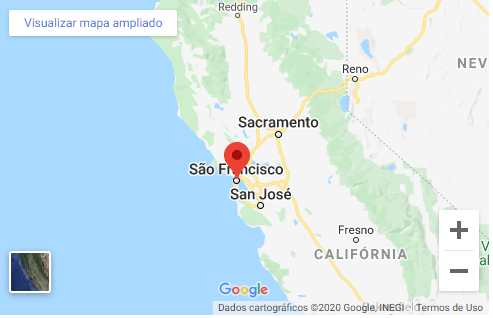 Redding
Visualizar mapa ampliado
Reno
NEV
Sacramento
São Francisco
San José
Fresno
CALIFÓRNIA
Google
Dados cartográficos ©2020 Google, INEGI
Termos de Uso